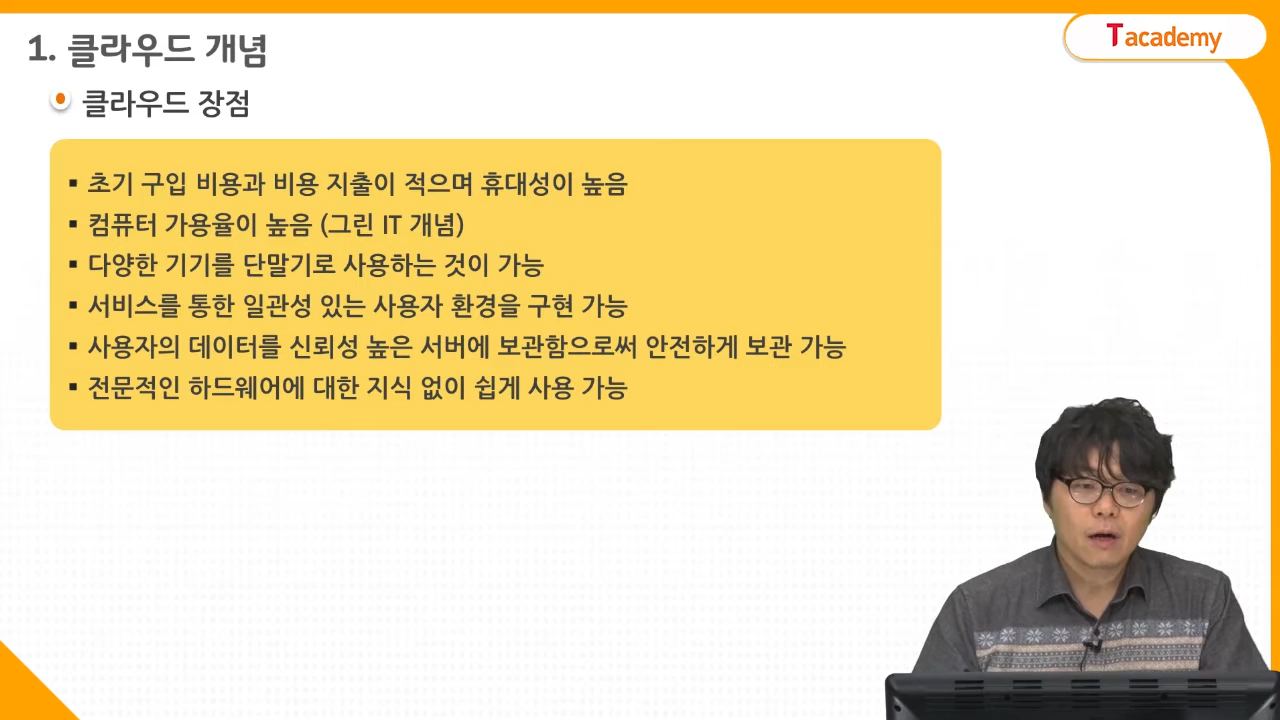 1. 클라우드 개념
Tacademy
클라우드 장점
▪ 초기 구입 비용과 비용 지출이 적으며 휴대성이 높음
▪ 컴퓨터 가용율이 높음 (그린 IT 개념)
▪ 다양한 기기를 단말기로 사용하는 것이 가능
▪ 서비스를 통한 일관성 있는 사용자 환경을 구현 가능
▪ 사용자의 데이터를 신뢰성 높은 서버에 보관함으로써 안전하게 보관 가능
▪ 전문적인 하드웨어에 대한 지식 없이 쉽게 사용 가능